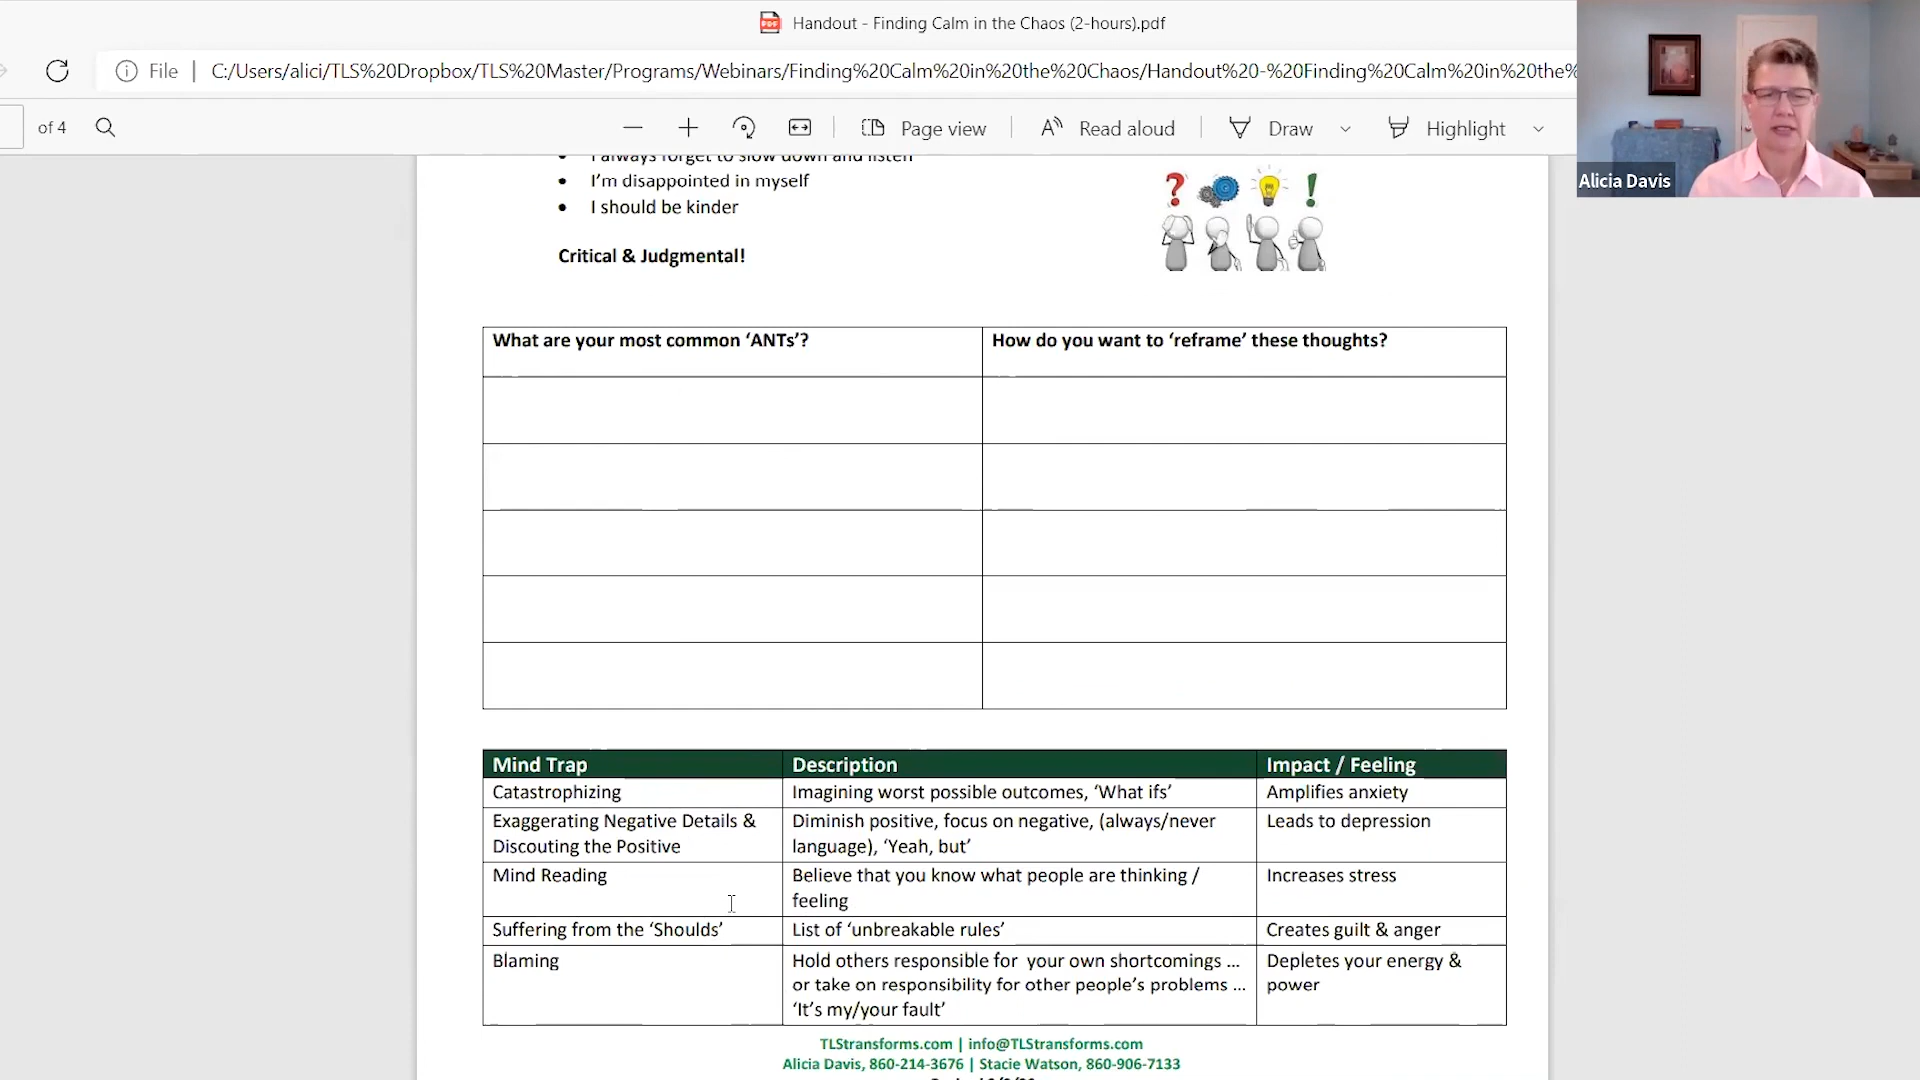 Handout - Finding Calm in the Chaos (2-hours).pdf
File | C:/Users/alici/TLS%20Dropbox/TLS%20Master/Programs/Webinars/Finding%20Calm%20in%20the%20Chaos/Handout%20-%20Finding%20Calm%20in%20the%
of 4
Page view
Read aloud
Draw
Highlight
Alicia Davis
• I always forget to slow down and listen
• I’m disappointed in myself
• I should be kinder
Critical & Judgmental!
What are your most common ‘ANTs’? How do you want to ‘reframe’ these thoughts?
Mind Trap Description Impact / Feeling
Catastrophizing Imagining worst possible outcomes, ‘What ifs’ Amplifies anxiety
Exaggerating Negative Details & Diminish positive, focus on negative, (always/never Leads to depression
Discouting the Positive language), ‘Yeah, but’
Mind Reading Believe that you know what people are thinking / Increases stress
feeling
Suffering from the ‘Shoulds’ List of ‘unbreakable rules’ Creates guilt & anger
Blaming Hold others responsible for your own shortcomings ... Depletes your energy &
or take on responsibility for other people’s problems ... power
‘It’s my/your fault’
TLStransforms.com | info@TLStransforms.com
Alicia Davis, 860-214-3676 | Stacie Watson, 860-906-7133